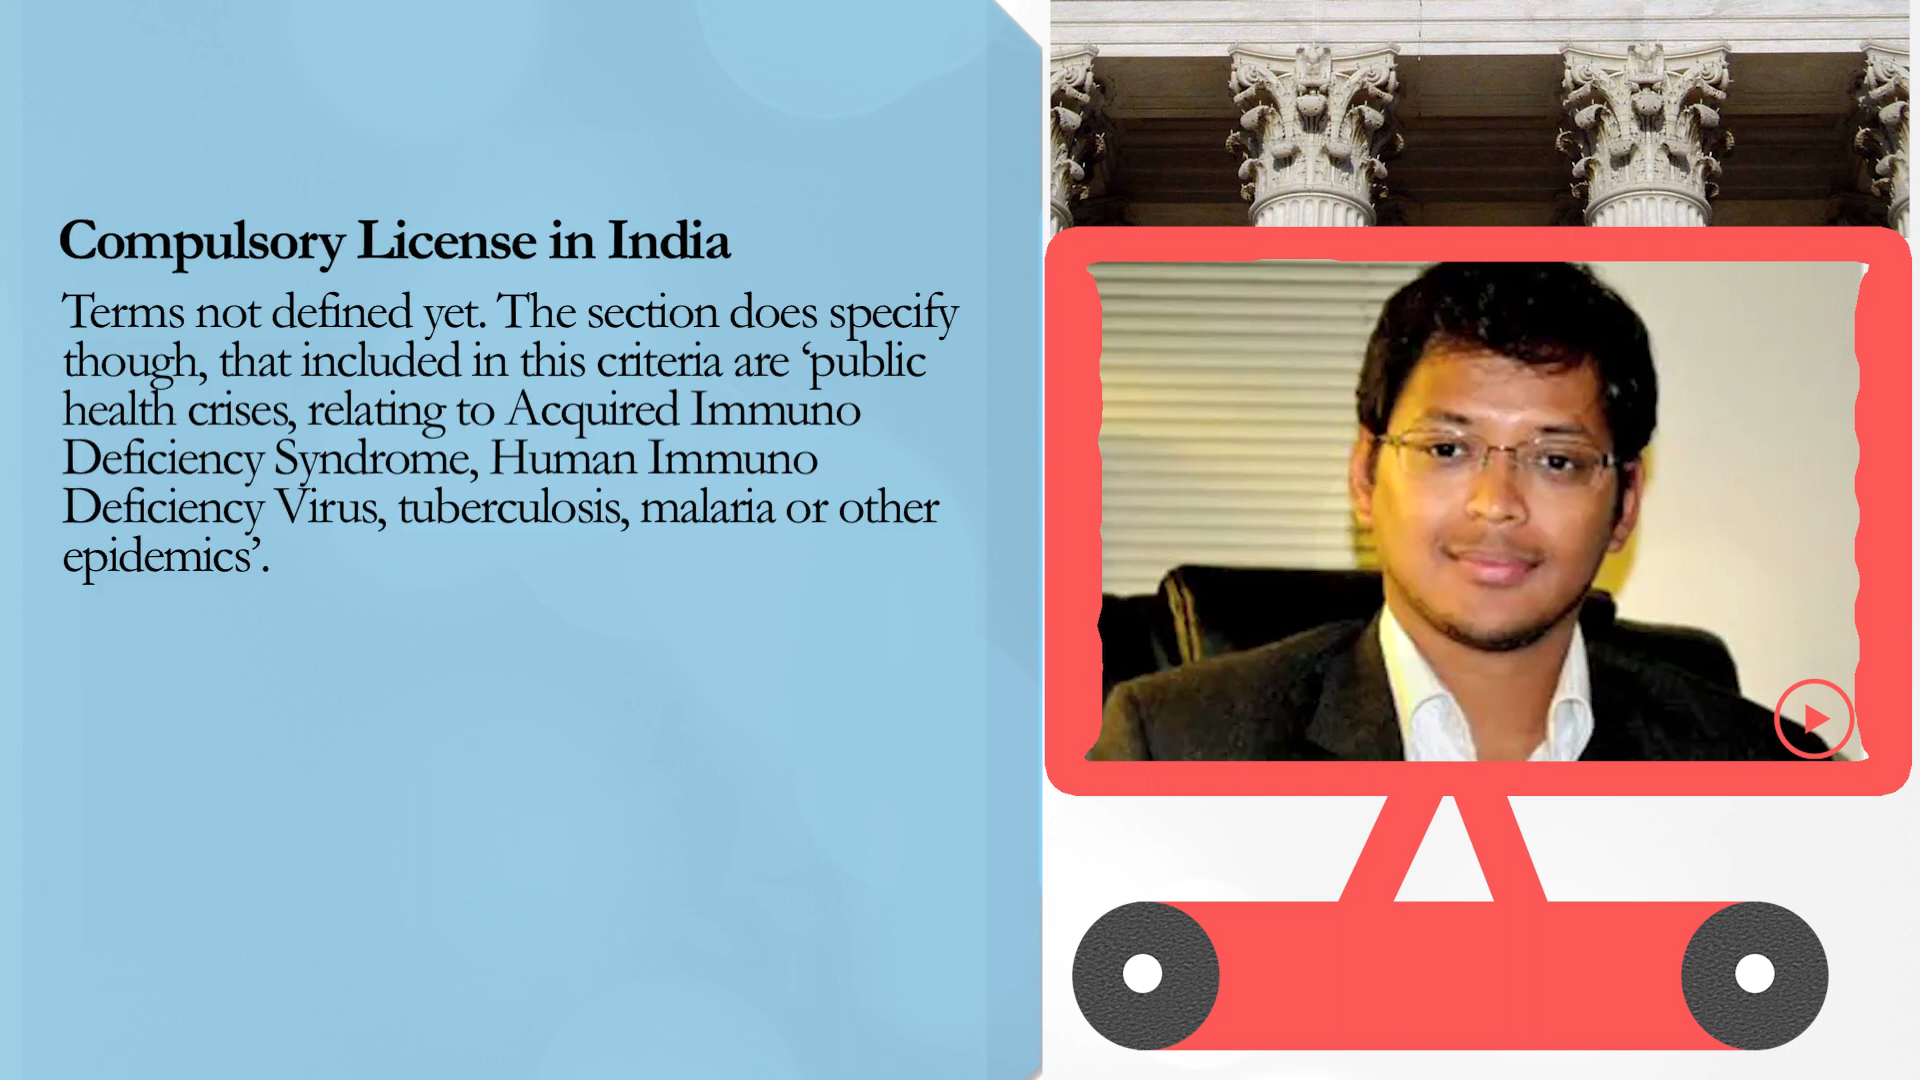 Compulsory License in India
Terms not defined yet. The section does specify
though, that included in this criteria are ‘public
health crises, relating to Acquired Immuno
Deficiency Syndrome, Human Immuno
Deficiency Virus, tuberculosis, malaria or other
epidemics’.